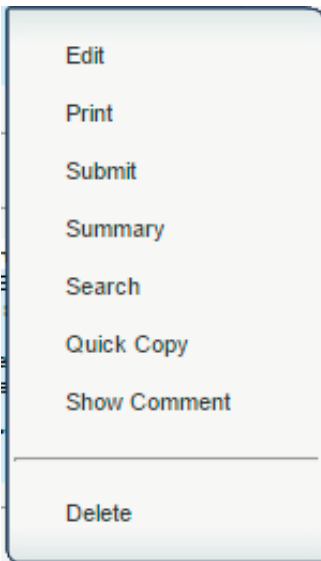 Edit
Print
Submit
Summary
Search
Quick Copy
Show Comment
Delete